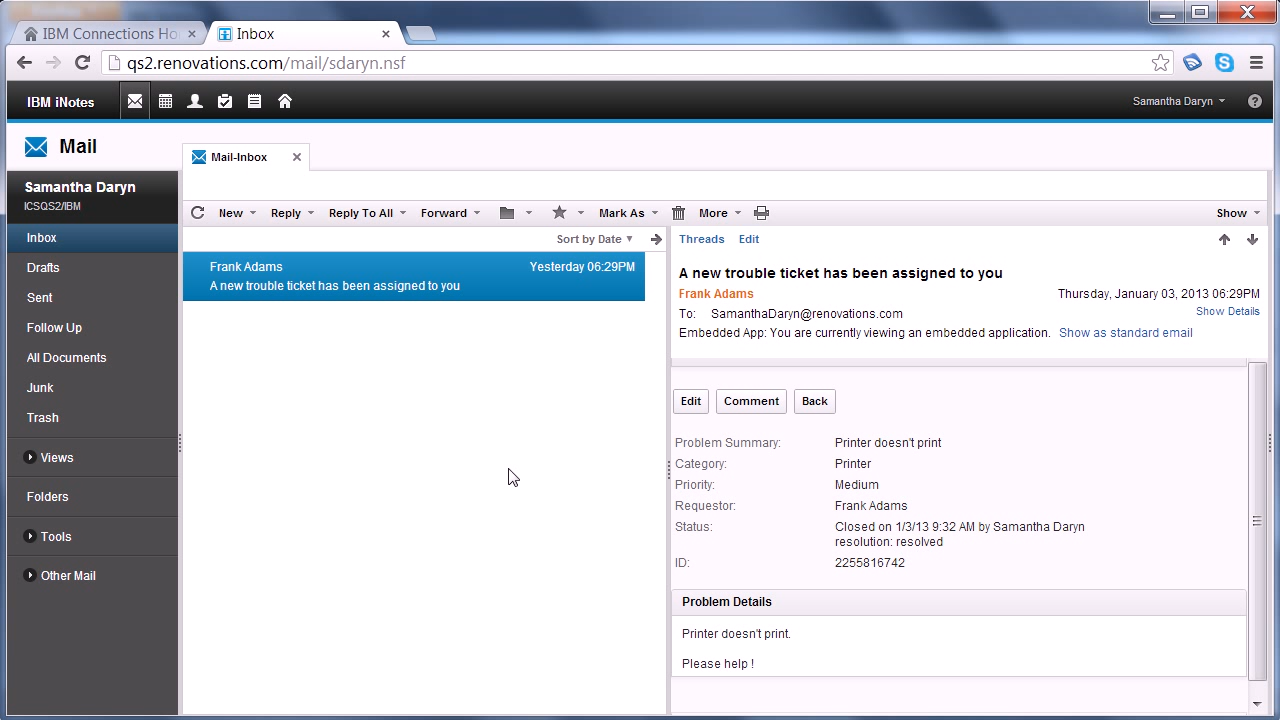 IBM Connections Ho
Inbox
qs2.renovations.com/mail/sdaryn.nsf
IBM iNotes
Samantha Daryn
Mail
Mail-Inbox
Samantha Daryn
ICSQS2/IBM
New Reply Reply To All Forward Mark As More Show
Inbox
Drafts
Sent
Follow Up
All Documents
Junk
Trash
Views
Folders
Tools
Other Mail
Sort by Date
Frank Adams Yesterday 06:29PM
A new trouble ticket has been assigned to you
Threads Edit
A new trouble ticket has been assigned to you
Frank Adams Thursday, January 03, 2013 06:29PM
To: SamanthaDaryn@renovations.com Show Details
Embedded App: You are currently viewing an embedded application. Show as standard email
Edit Comment Back
Problem Summary: Printer doesn't print
Category: Printer
Priority: Medium
Requestor: Frank Adams
Status: Closed on 1/3/13 9:32 AM by Samantha Daryn
resolution: resolved
ID: 2255816742
Problem Details
Printer doesn't print.
Please help !